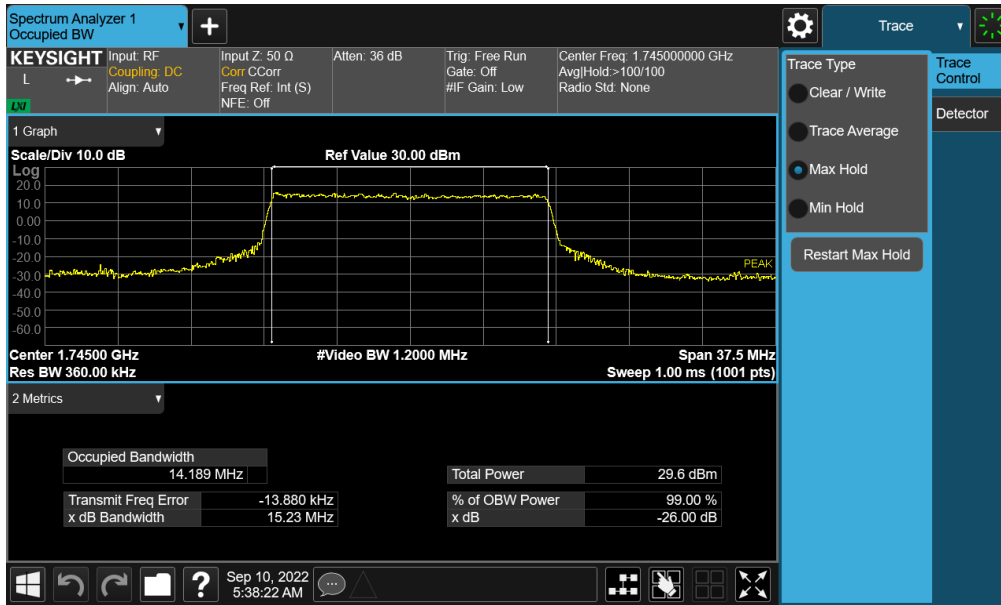 Spectrum Analyzer 1
Occupied BW
+
Trace
KEYSIGHT
L
LXI
Input: RF
Coupling: DC
Align: Auto
Input Z: 50 Ω
Corr CCorr
Freq Ref: Int (S)
NFE: Off
Atten: 36 dB
Trig: Free Run
Gate: Off
#IF Gain: Low
Center Freq: 1.745000000 GHz
Avg|Hold:>100/100
Radio Std: None
Trace Type
Clear / Write
Trace Average
Max Hold
Min Hold
Restart Max Hold
Trace
Control
Detector
1 Graph
Scale/Div 10.0 dB
Ref Value 30.00 dBm
Log
20.0
10.0
0.00
-10.0
-20.0
-30.0
-40.0
-50.0
-60.0
PEAK
Center 1.74500 GHz
#Video BW 1.2000 MHz
Span 37.5 MHz
Res BW 360.00 kHz
Sweep 1.00 ms (1001 pts)
2 Metrics
Occupied Bandwidth
14.189 MHz
Total Power 29.6 dBm
Transmit Freq Error -13.880 kHz
% of OBW Power 99.00 %
x dB Bandwidth 15.23 MHz
x dB -26.00 dB
?
Sep 10, 2022
5:38:22 AM